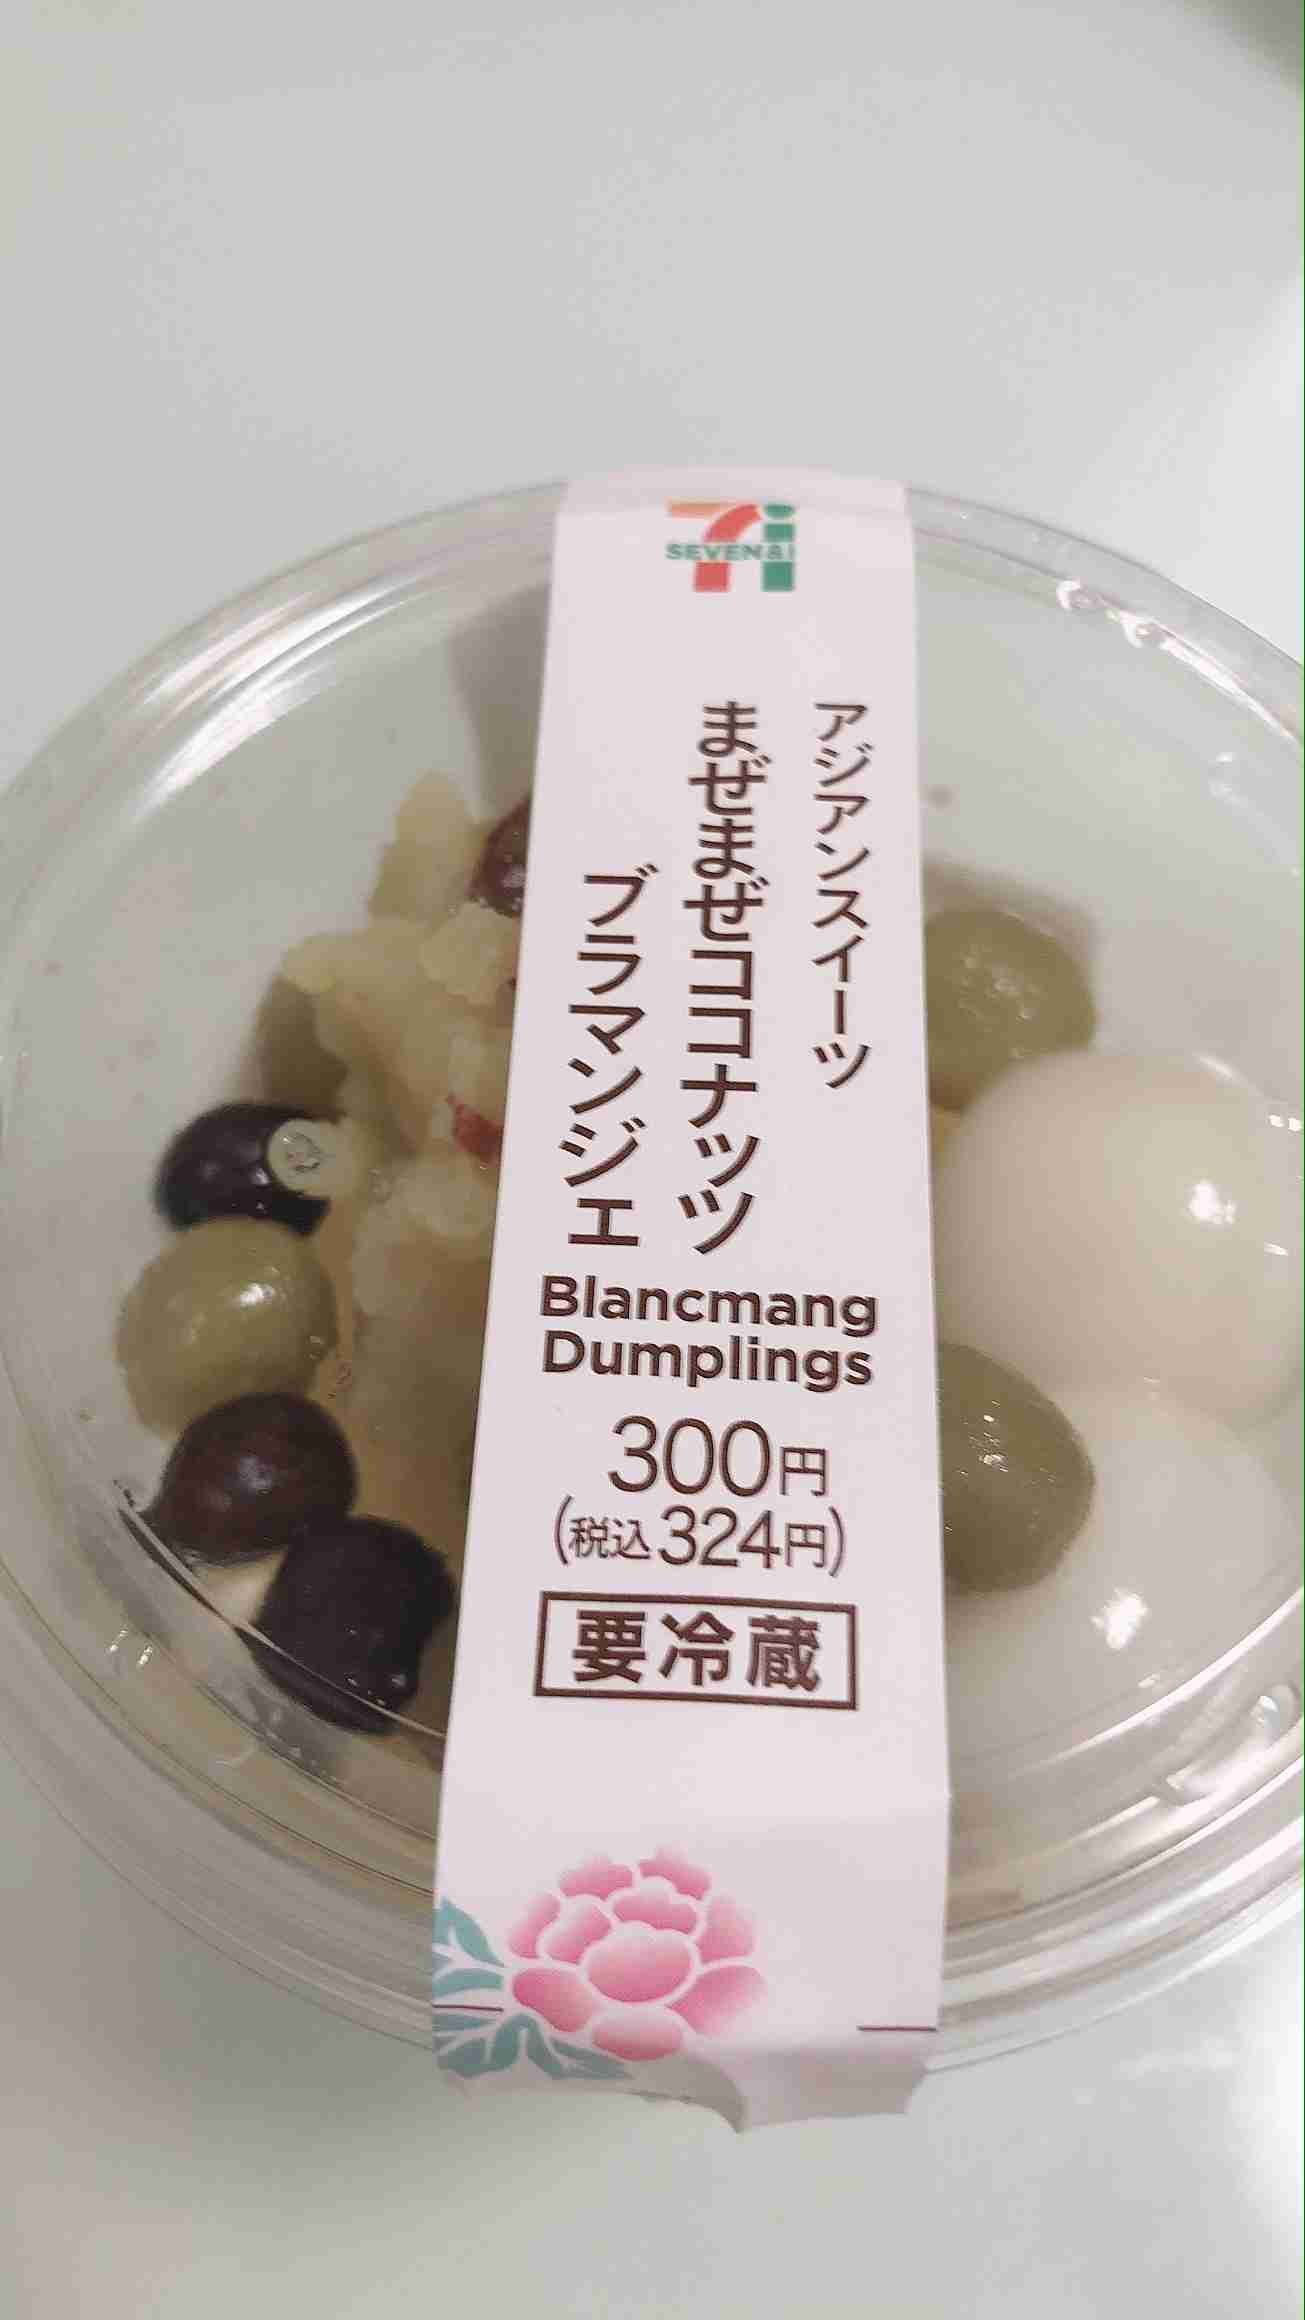 SEVEN&i
アジアンスイーツ
まぜまぜココナッツ
ブラマンジェ
Blancmang
Dumplings
300円
(税込324円)
要冷蔵